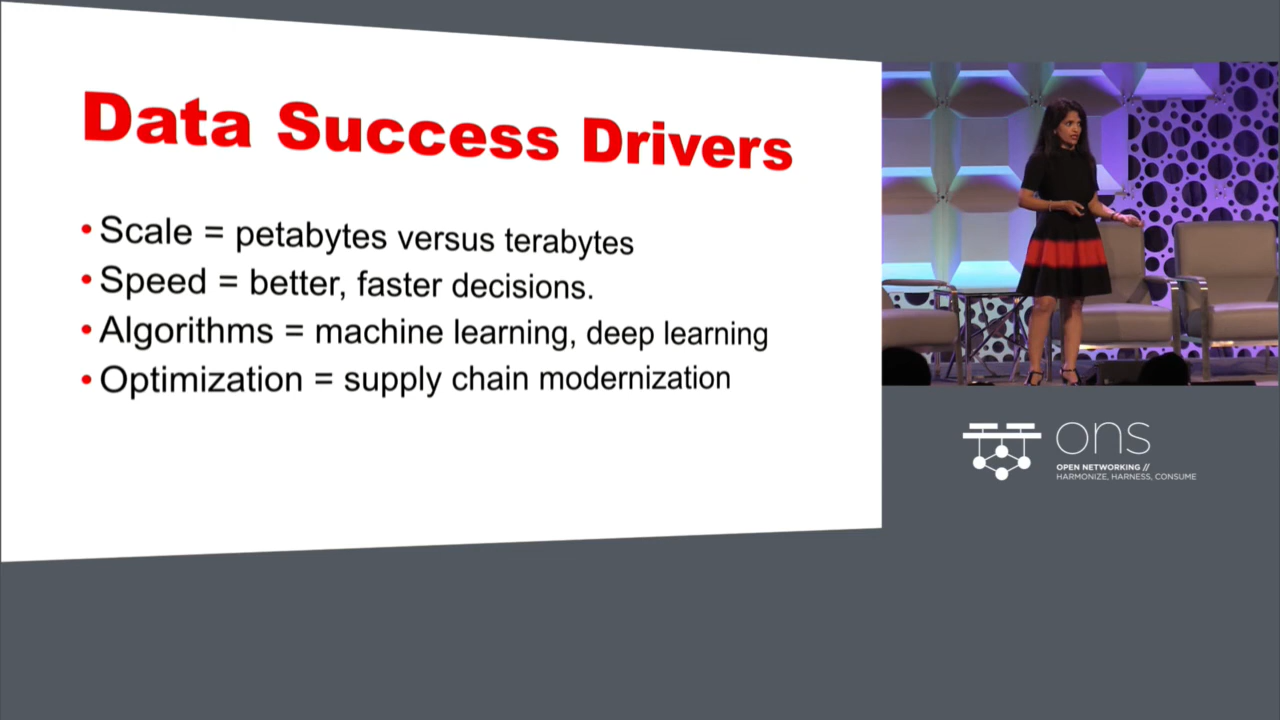 Data Success Drivers
• Scale = petabytes versus terabytes
• Speed = better, faster decisions.
• Algorithms = machine learning, deep learning
• Optimization = supply chain modernization
ons
OPEN NETWORKING //
HARMONIZE, HARNESS, CONSUME